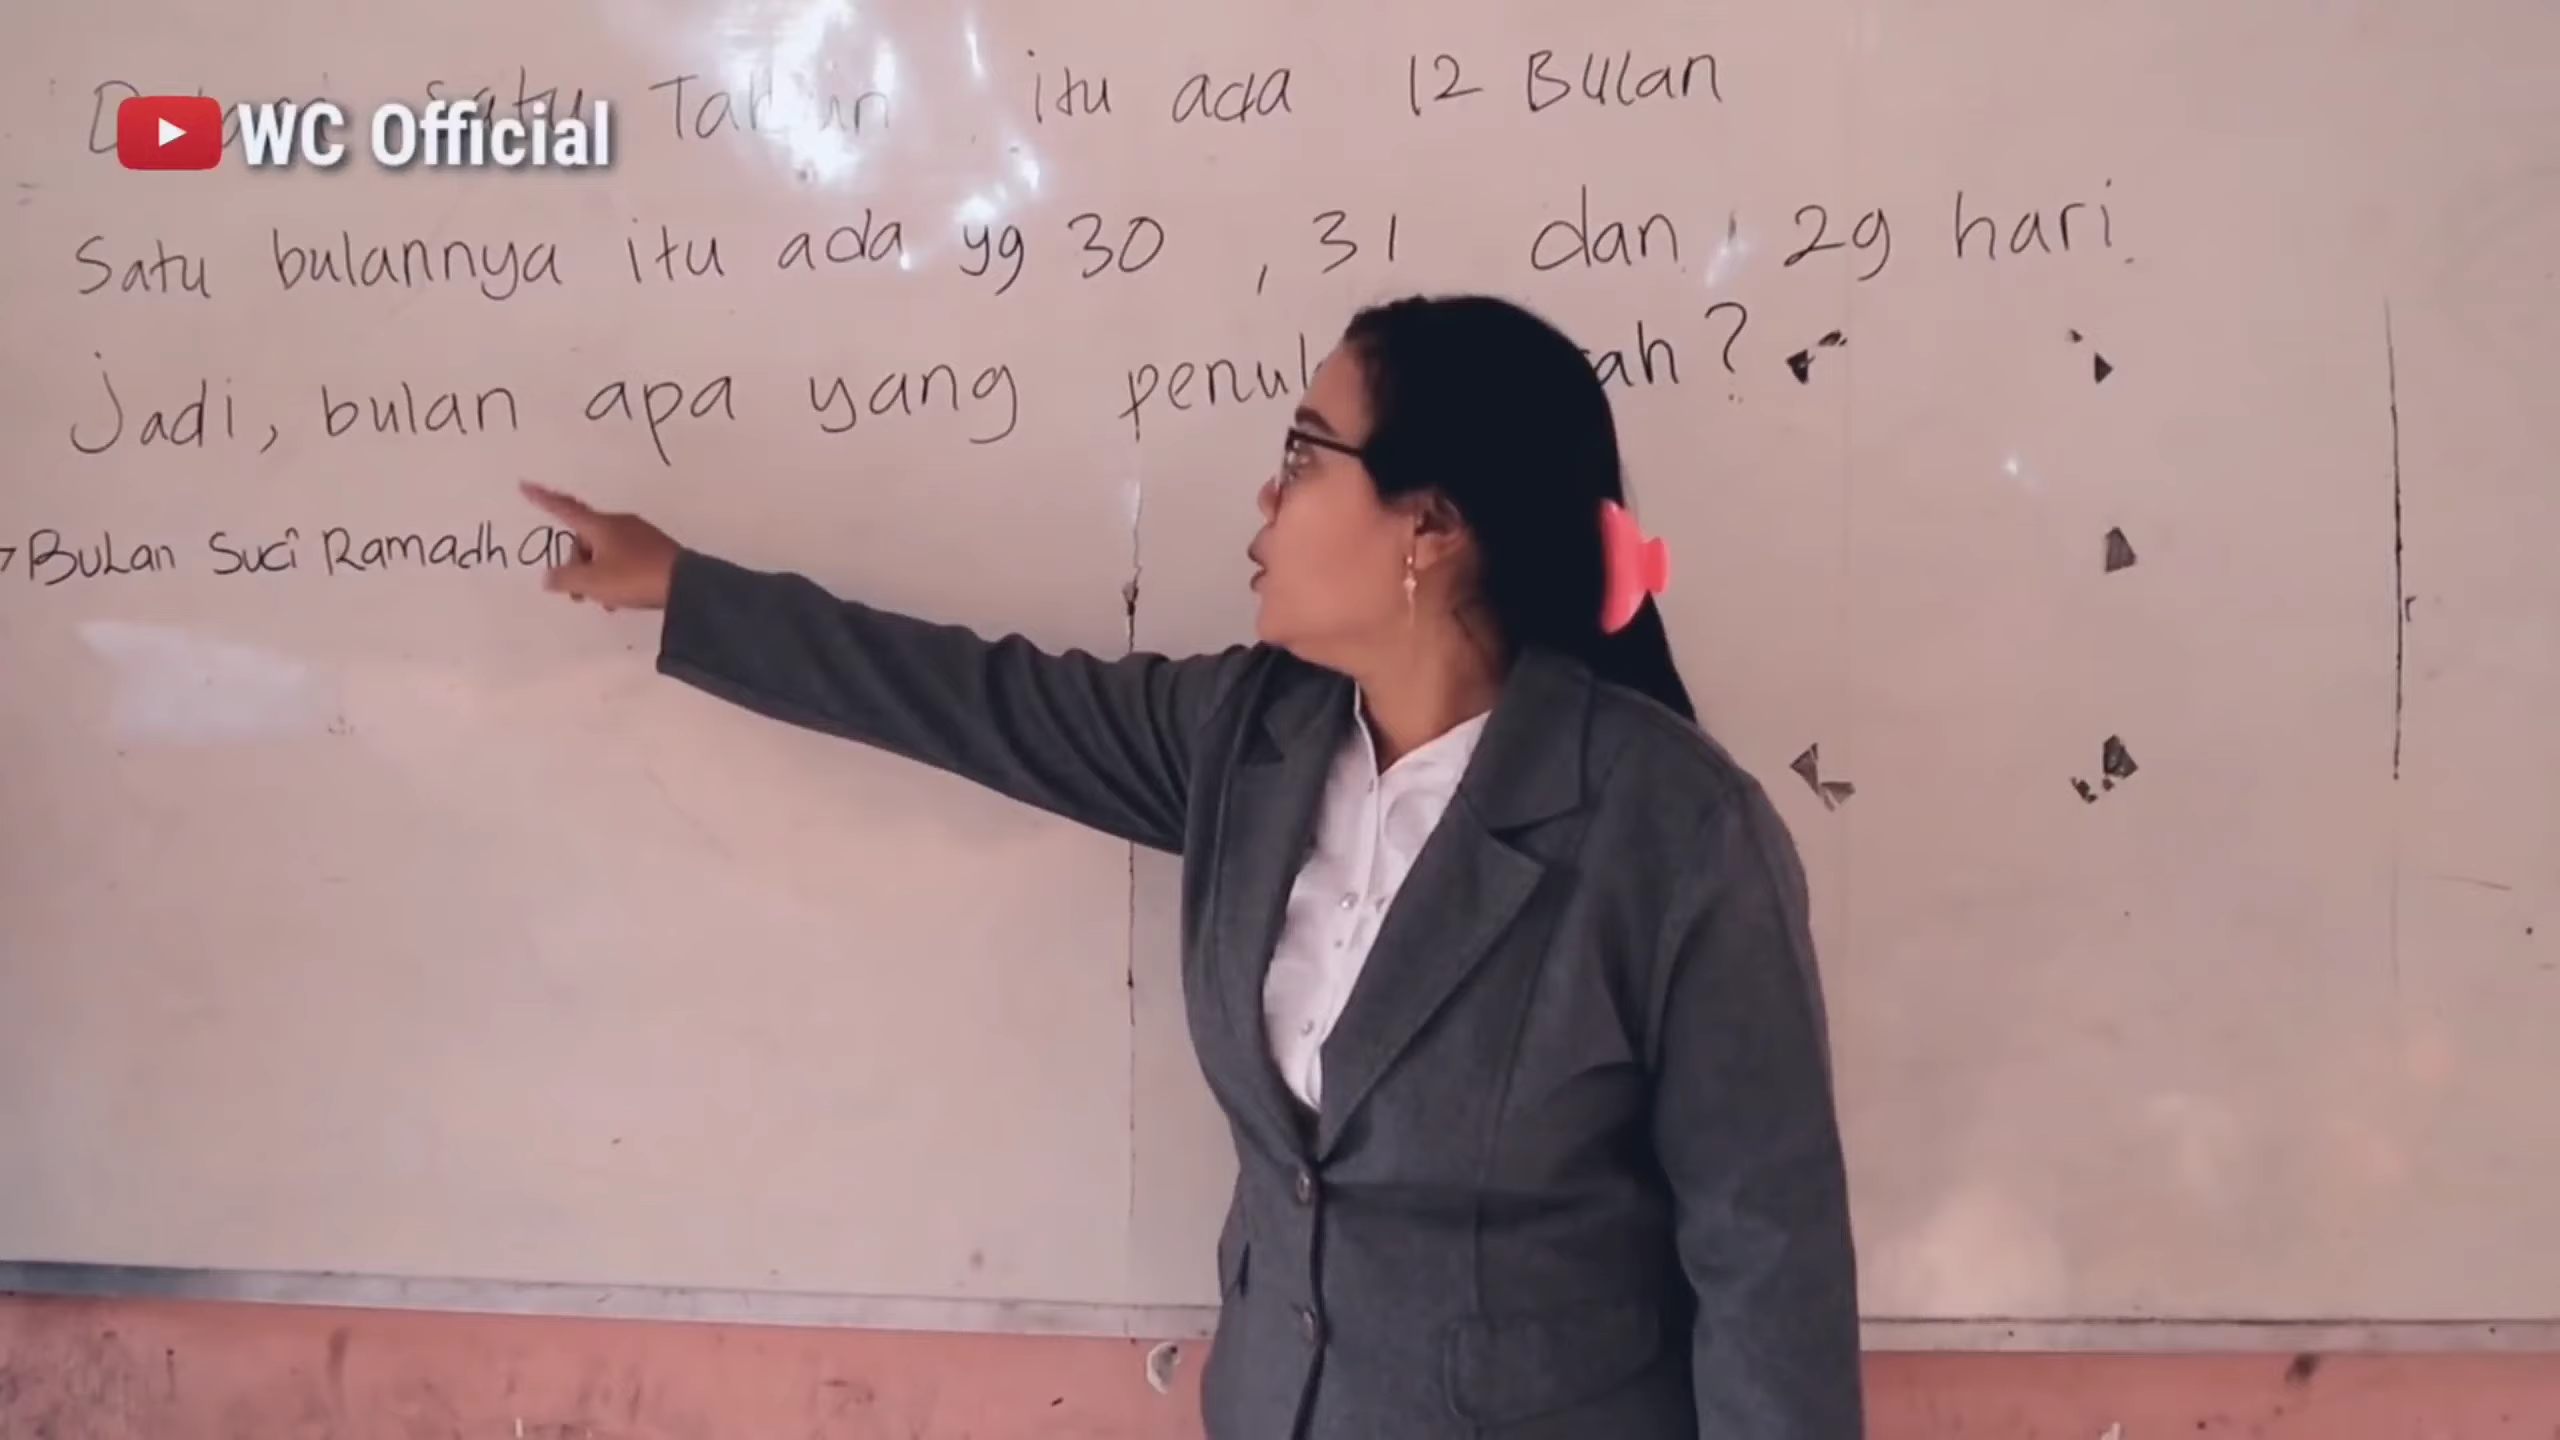 WC Official
Satu Tahun itu ada 12 Bulan
Satu bulannya itu ada yg 30 , 31 dan 29 hari
Jadi, bulan apa yang ?
Bulan Suci Ramadhan